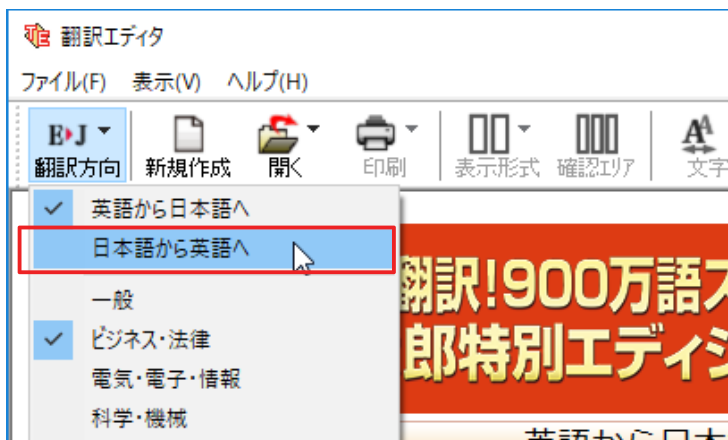 翻訳エディタ
ファイル(F) 表示(V) ヘルプ(H)
E▸J
翻訳方向 新規作成 開く 印刷 表示形式 確認エリア 文字
英語から日本語へ
日本語から英語へ
一般
ビジネス・法律
電気・電子・情報
科学・機械
翻訳!900万語
郎特別エディ
英語から日本